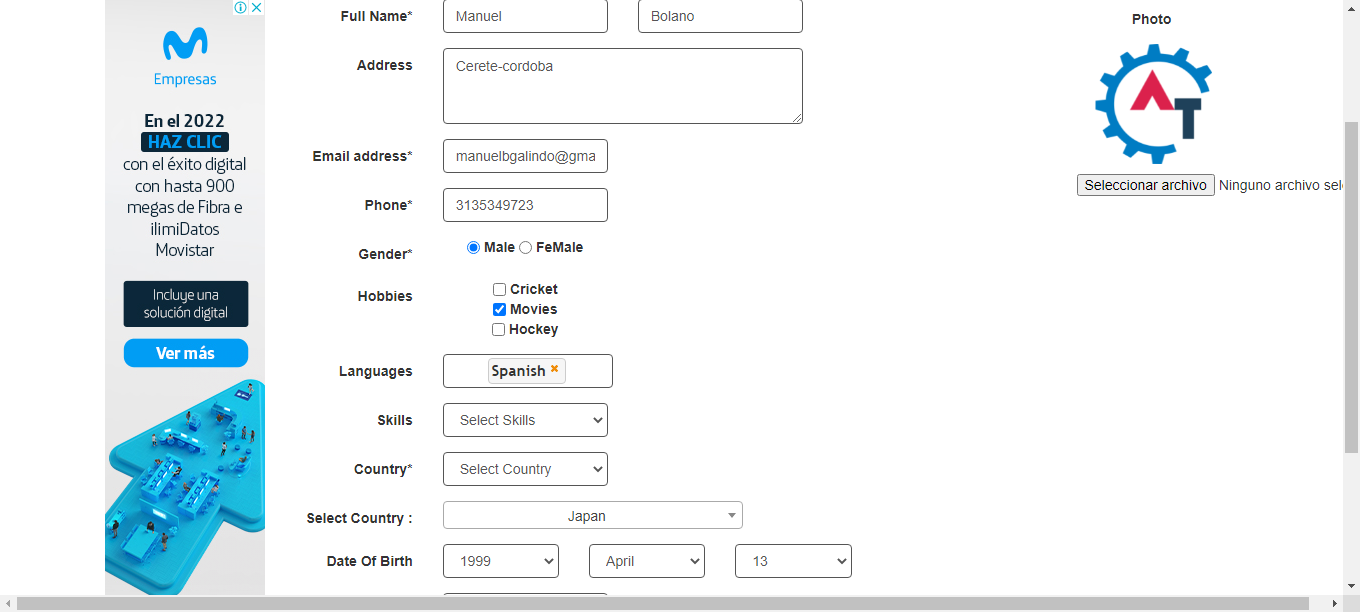 Empresas
En el 2022
HAZ CLIC
con el éxito digital
con hasta 900
megas de Fibra e
ilimiDatos
Movistar
Incluye una
solución digital
Ver más
Full Name* Manuel Bolano
Address Cerete-cordoba
Email address* manuelbgalindo@gma
Phone* 3135349723
Gender* Male FeMale
Hobbies Cricket
Movies
Hockey
Languages Spanish
Skills Select Skills
Country* Select Country
Select Country : Japan
Date Of Birth 1999 April 13
Photo
AT
Seleccionar archivo Ninguno archivo sel